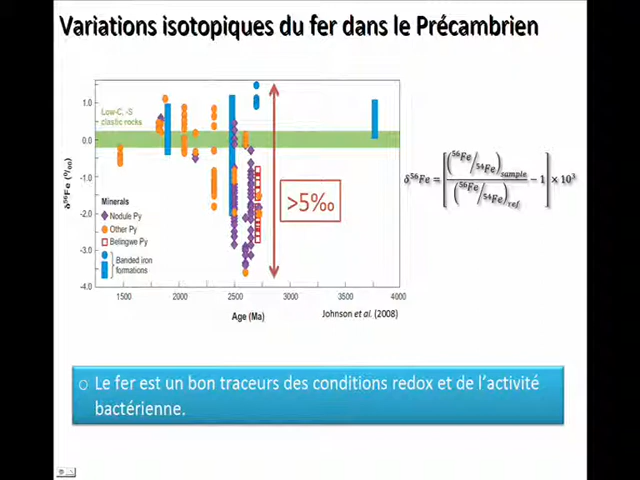 Variations isotopiques du fer dans le Précambrien
1.0
0.0
-1.0
-2.0
-3.0
-4.0
δ⁵⁶Fe (⁰/₀₀)
Low-C, -S
clastic rocks
Minerals
Nodule Py
Other Py
Belingwe Py
Banded iron
formations
>5‰
1500
2000
2500
3000
3500
4000
Age (Ma)
Johnson et al. (2008)
δ⁵⁶Fe = [(⁵⁶Fe/⁵⁴Fe)sample / (⁵⁶Fe/⁵⁴Fe)ref − 1] × 10³
Le fer est un bon traceurs des conditions redox et de l'activité
bactérienne.